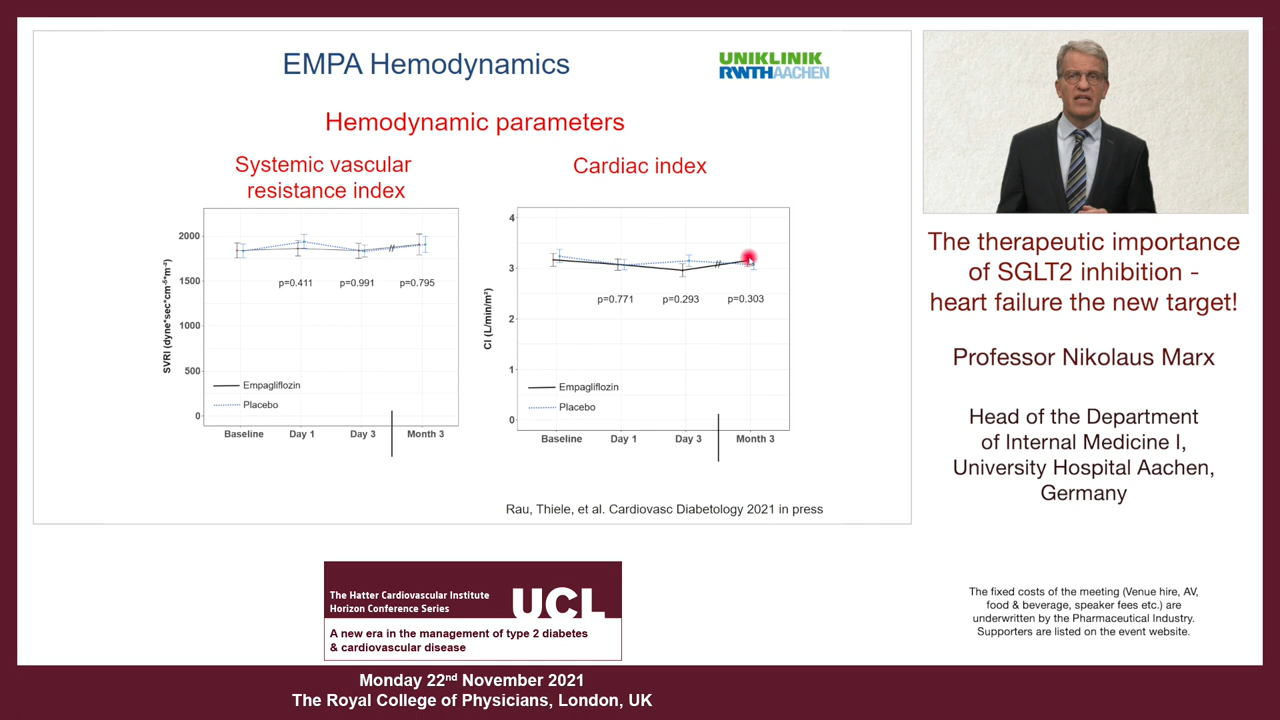 EMPA Hemodynamics
UNIKLINIK
RWTHAACHEN
Hemodynamic parameters
Systemic vascular
resistance index
SVRI (dyne*sec*cm⁻⁵*m⁻²)
2000
1500
1000
500
0
p=0.411
p=0.991
p=0.795
//
Empagliflozin
Placebo
Baseline
Day 1
Day 3
Month 3
Cardiac index
CI (L/min/m²)
4
3
2
1
0
//
p=0.771
p=0.293
p=0.303
Empagliflozin
Placebo
Baseline
Day 1
Day 3
Month 3
Rau, Thiele, et al. Cardiovasc Diabetology 2021 in press
The therapeutic importance
of SGLT2 inhibition -
heart failure the new target!
Professor Nikolaus Marx
Head of the Department
of Internal Medicine I,
University Hospital Aachen,
Germany
The fixed costs of the meeting (Venue hire, AV,
food & beverage, speaker fees etc.) are
underwritten by the Pharmaceutical Industry.
Supporters are listed on the event website.
The Hatter Cardiovascular Institute
Horizon Conference Series
UCL
A new era in the management of type 2 diabetes
& cardiovascular disease
Monday 22nd November 2021
The Royal College of Physicians, London, UK